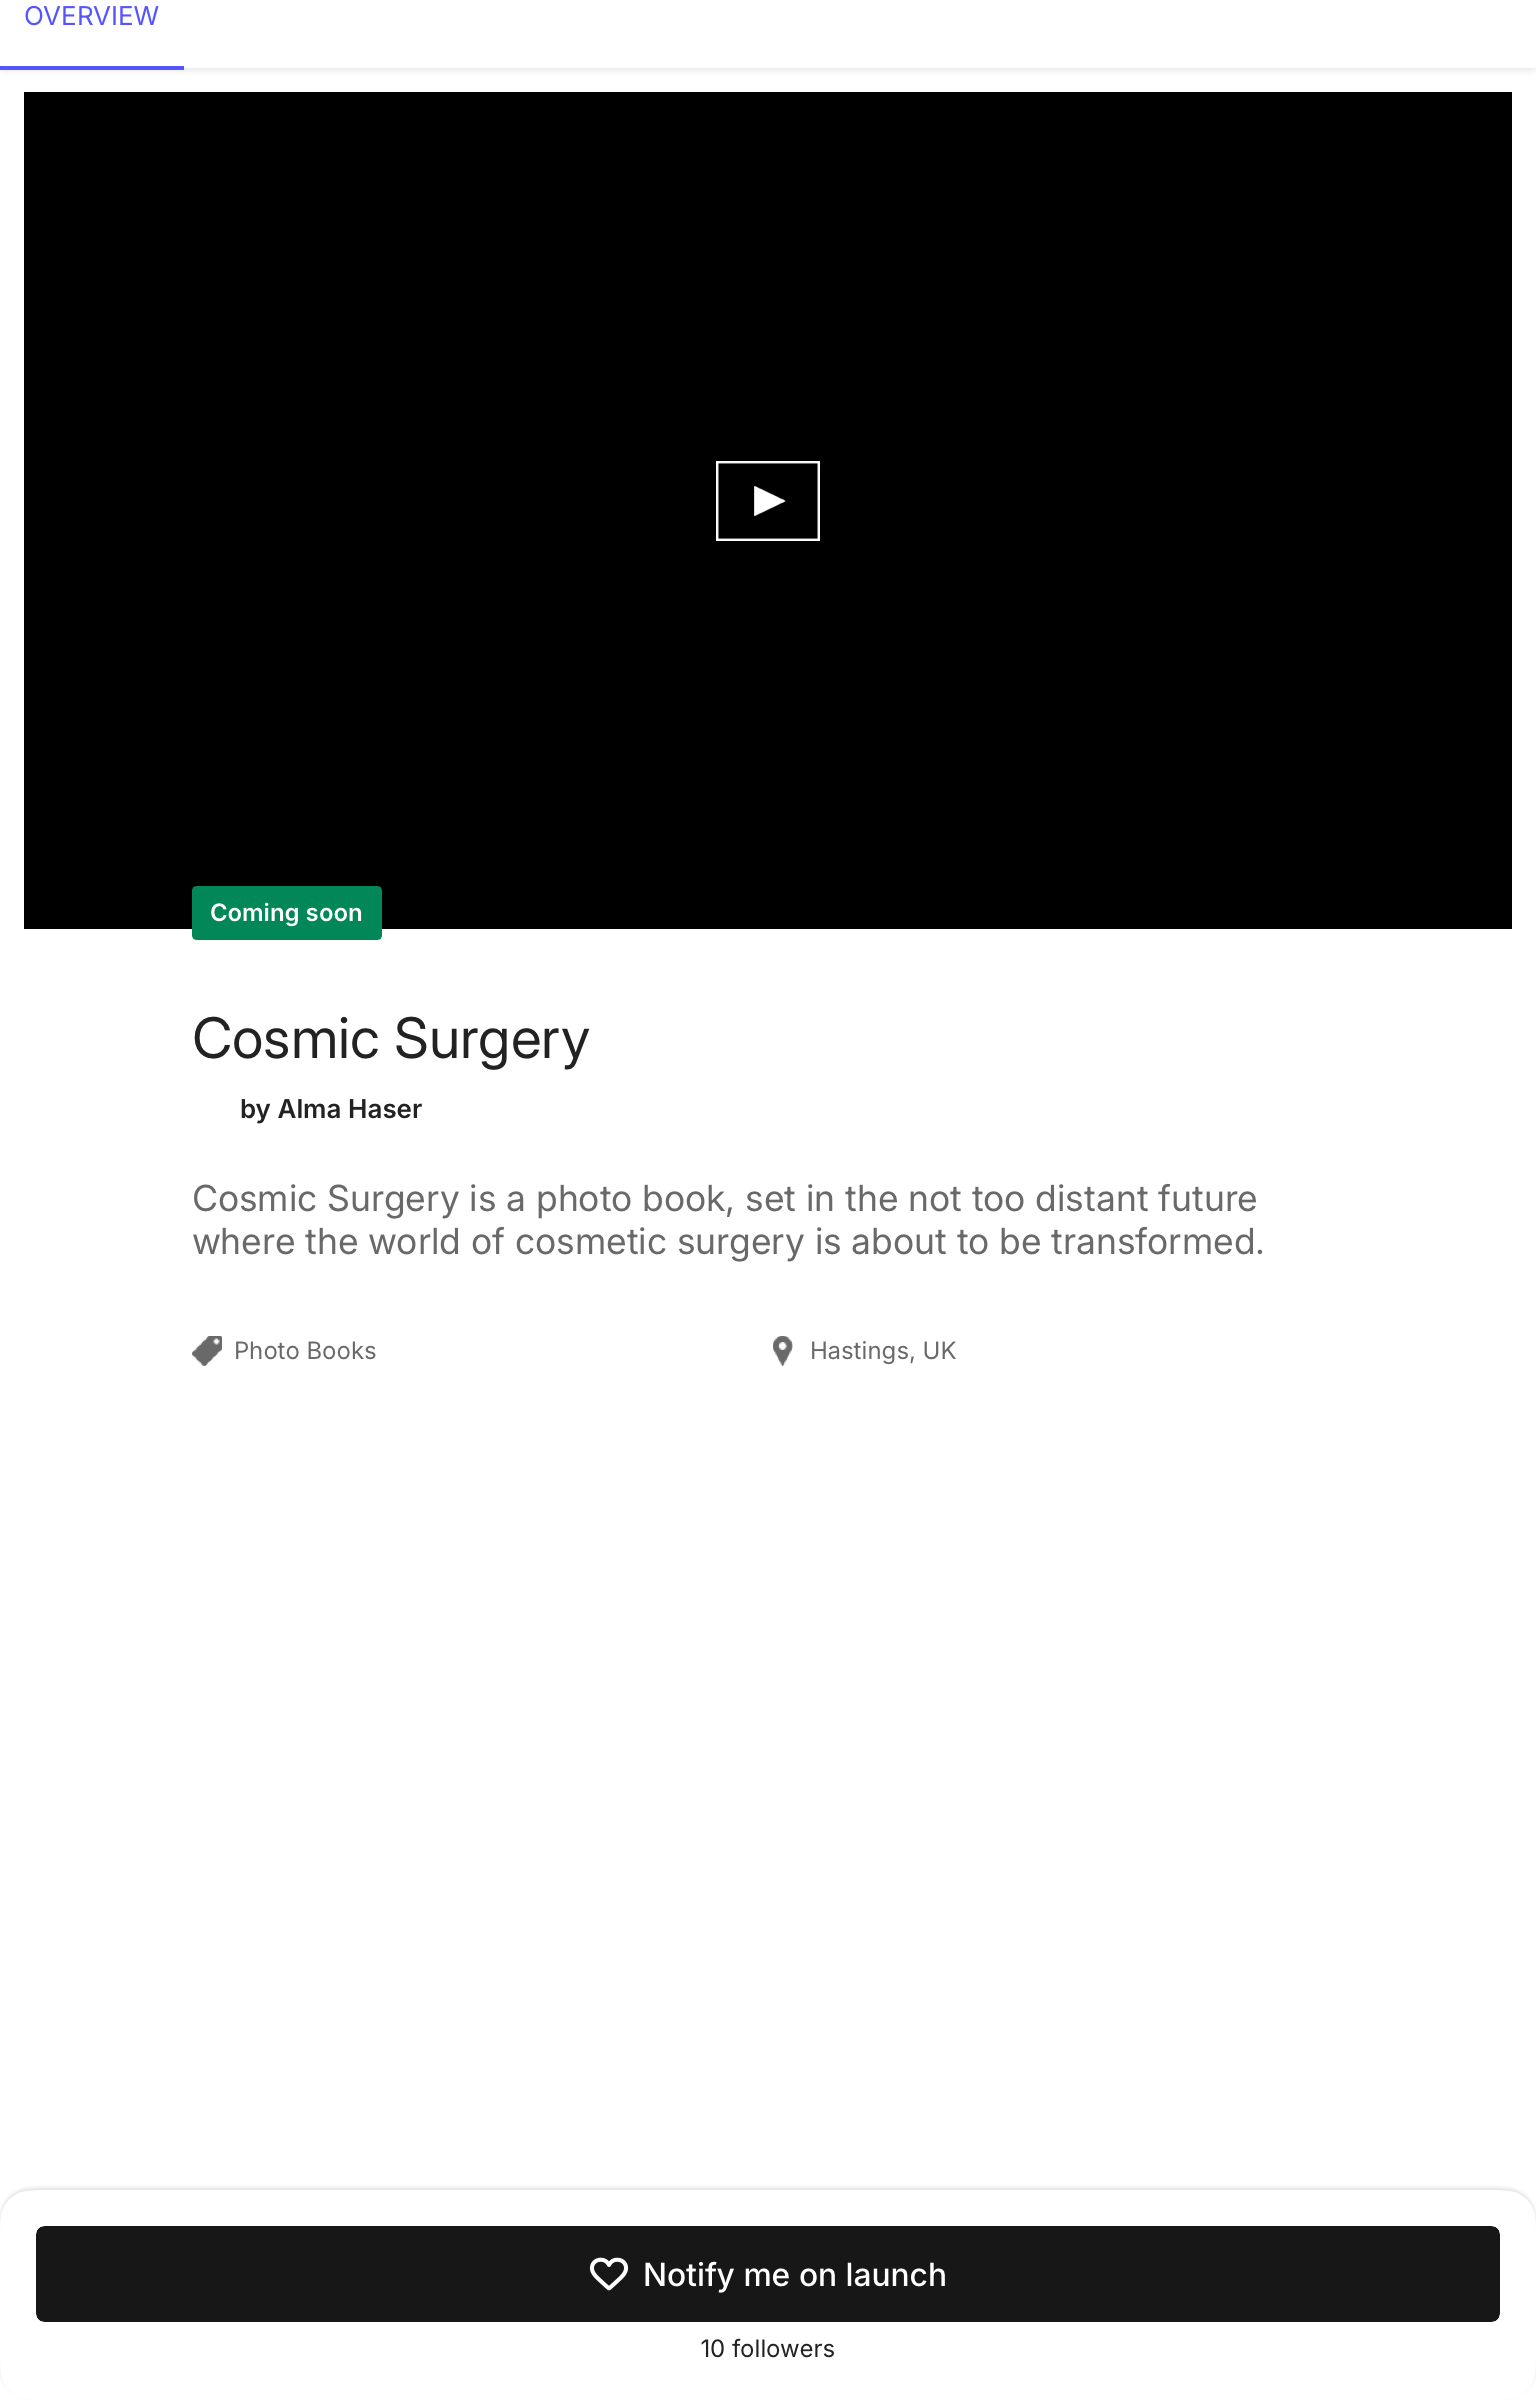 OVERVIEW
Coming soon
Cosmic Surgery
by Alma Haser
Cosmic Surgery is a photo book, set in the not too distant future
where the world of cosmetic surgery is about to be transformed.
Photo Books
Hastings, UK
Notify me on launch
10 followers